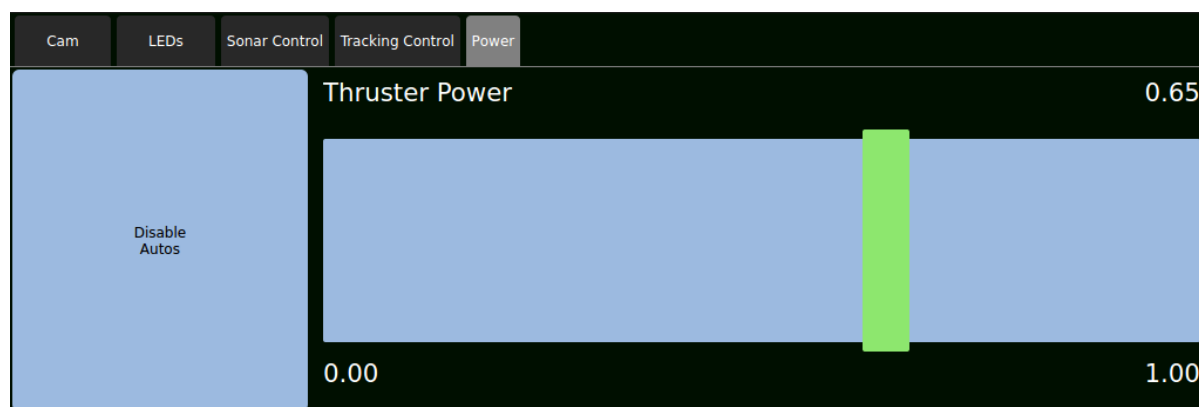 Cam LEDs Sonar Control Tracking Control Power
Thruster Power 0.65
Disable
Autos
0.00 1.00